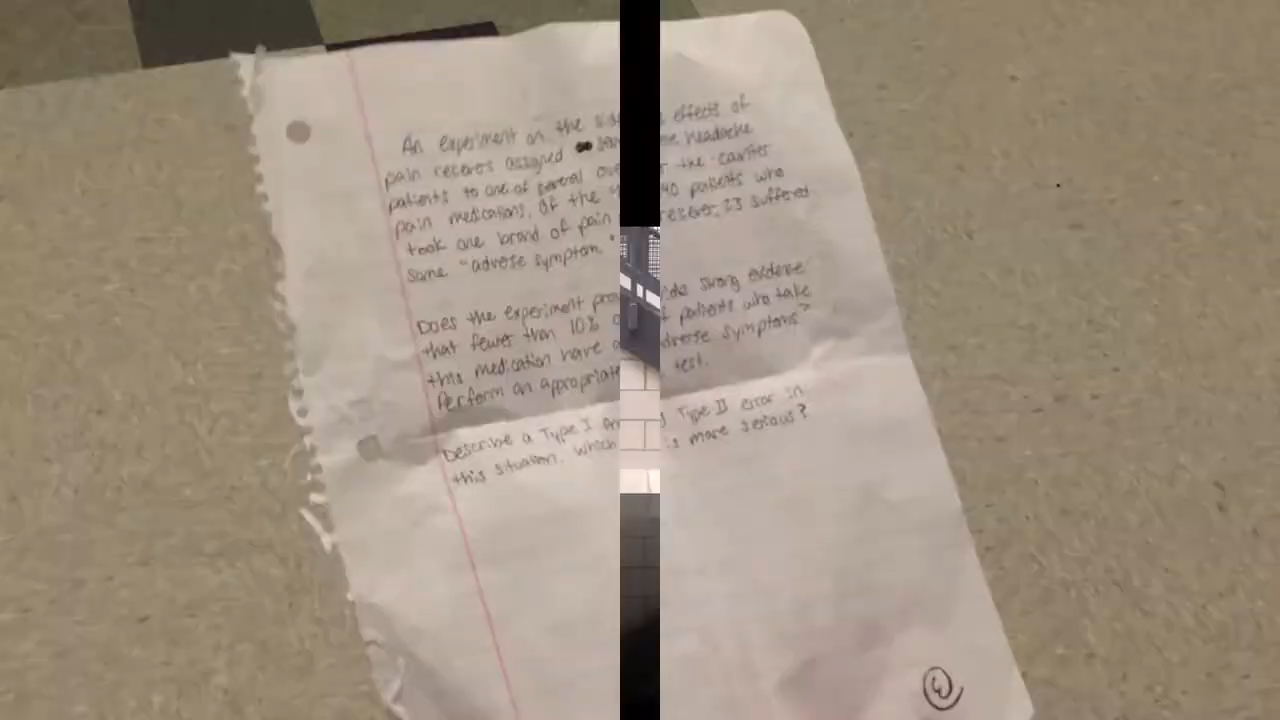 An experiment on the side effects of
pain relievers assigned headache
patients to one of several over the counter
pain medications. Of the 40 patients who
took one brand of pain reliever, 23 suffered
some "adverse symptom."
Does the experiment provide strong evidence
that fewer than 10% of patients who take
this medication have adverse symptoms?
Perform an appropriate test.
Describe a Type I and Type II error in
this situation. Which is more serious?